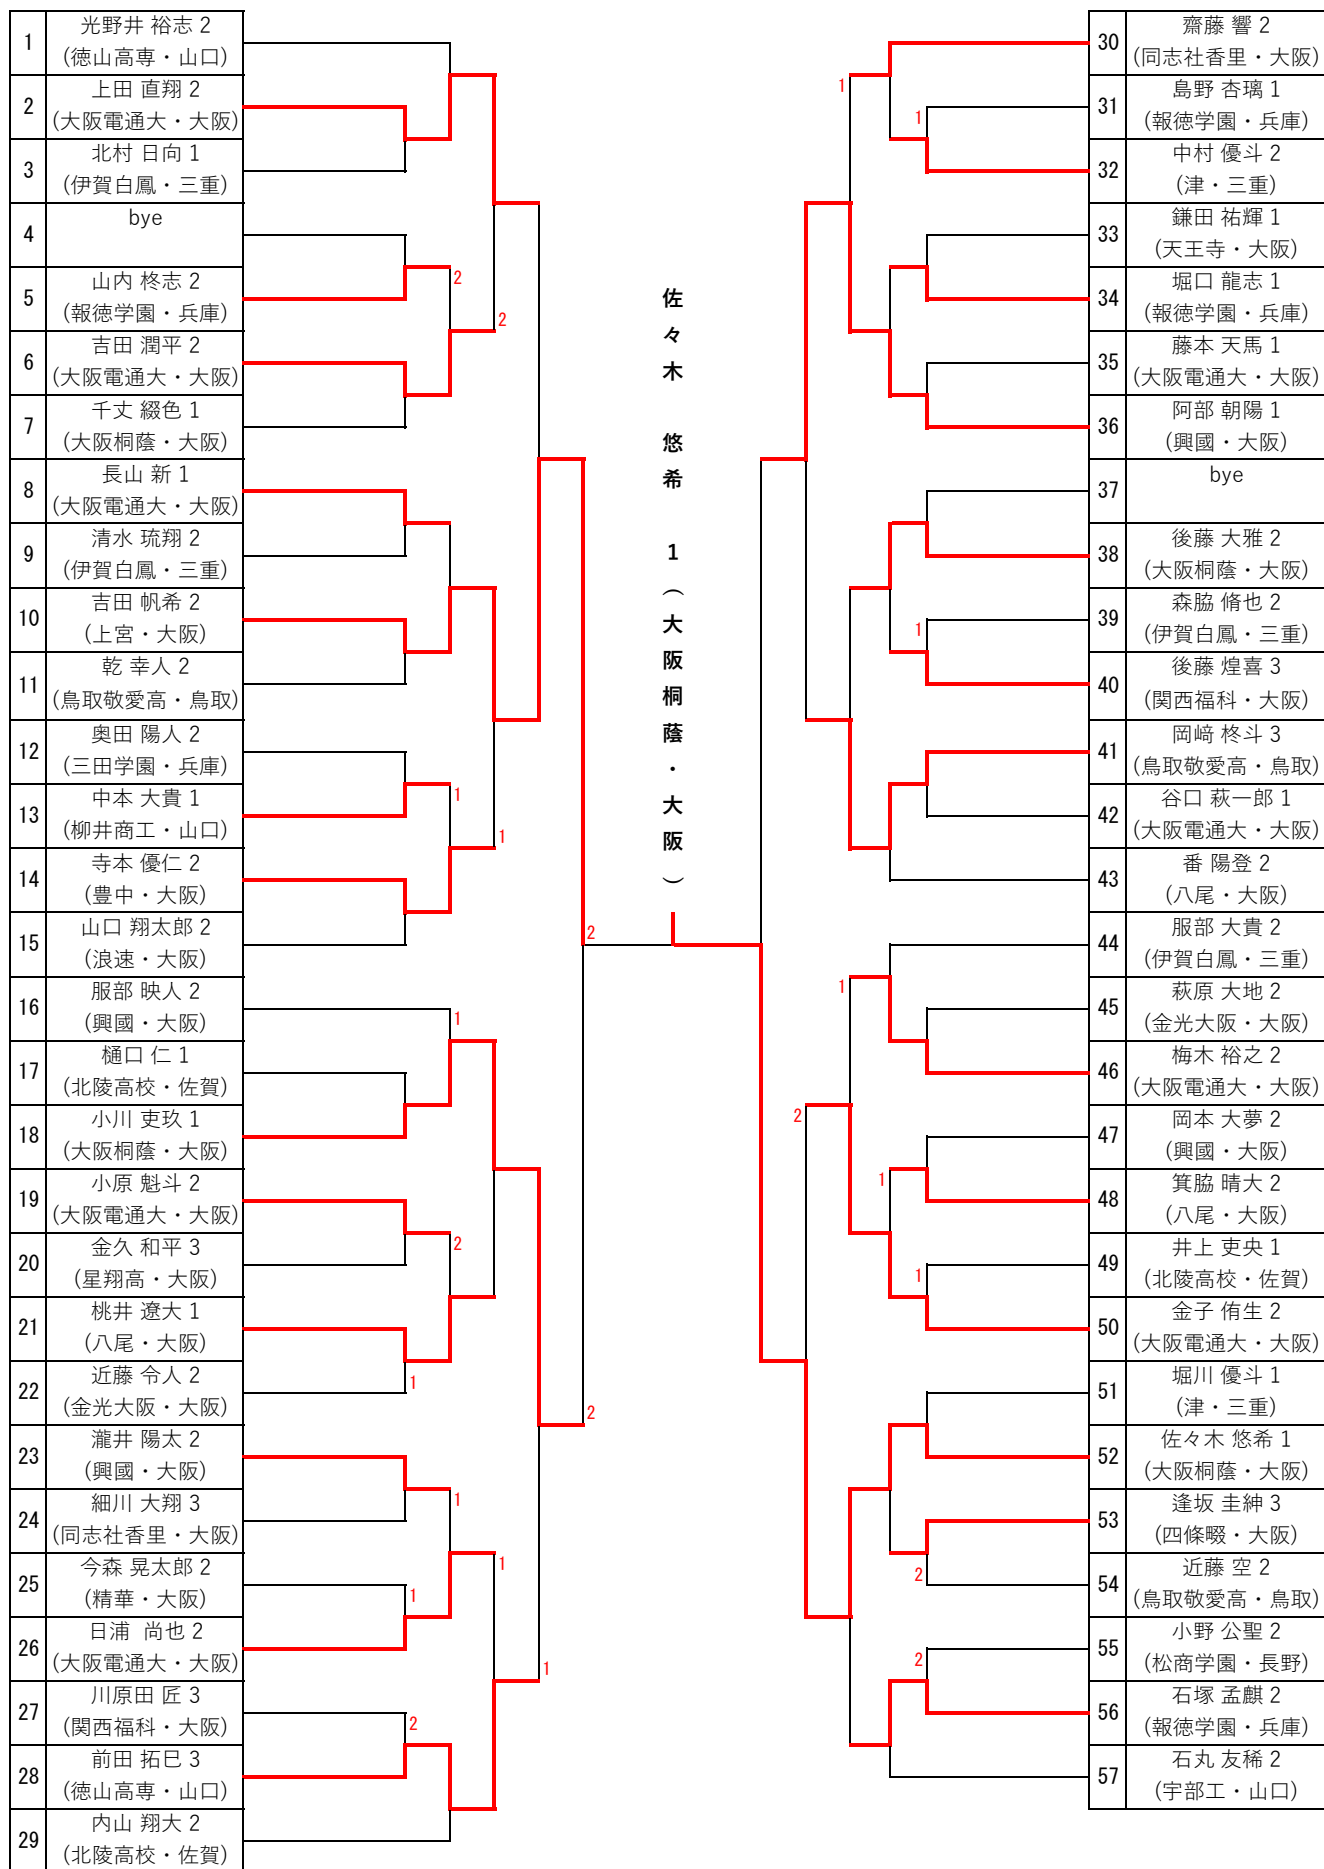 1
光野井 裕志 2
(徳山高専・山口)
2
上田 直翔 2
(大阪電通大・大阪)
3
北村 日向 1
(伊賀白鳳・三重)
4
bye
5
山内 柊志 2
(報徳学園・兵庫)
6
吉田 潤平 2
(大阪電通大・大阪)
7
千丈 綴色 1
(大阪桐蔭・大阪)
8
長山 新 1
(大阪電通大・大阪)
9
清水 琉翔 2
(伊賀白鳳・三重)
10
吉田 帆希 2
(上宮・大阪)
11
乾 幸人 2
(鳥取敬愛高・鳥取)
12
奥田 陽人 2
(三田学園・兵庫)
13
中本 大貴 1
(柳井商工・山口)
14
寺本 優仁 2
(豊中・大阪)
15
山口 翔太郎 2
(浪速・大阪)
16
服部 映人 2
(興國・大阪)
17
樋口 仁 1
(北陵高校・佐賀)
18
小川 吏玖 1
(大阪桐蔭・大阪)
19
小原 魁斗 2
(大阪電通大・大阪)
20
金久 和平 3
(星翔高・大阪)
21
桃井 遼大 1
(八尾・大阪)
22
近藤 令人 2
(金光大阪・大阪)
23
瀧井 陽太 2
(興國・大阪)
24
細川 大翔 3
(同志社香里・大阪)
25
今森 晃太郎 2
(精華・大阪)
26
日浦 尚也 2
(大阪電通大・大阪)
27
川原田 匠 3
(関西福科・大阪)
28
前田 拓巳 3
(徳山高専・山口)
29
内山 翔大 2
(北陵高校・佐賀)
2
2
1
1
1
2
1
1
1
2
1
1
2
2
佐々木 悠希 1(大阪桐蔭・大阪)
1
1
1
1
1
1
2
2
2
30
齋藤 響 2
(同志社香里・大阪)
31
島野 杏璃 1
(報徳学園・兵庫)
32
中村 優斗 2
(津・三重)
33
鎌田 祐輝 1
(天王寺・大阪)
34
堀口 龍志 1
(報徳学園・兵庫)
35
藤本 天馬 1
(大阪電通大・大阪)
36
阿部 朝陽 1
(興國・大阪)
37
bye
38
後藤 大雅 2
(大阪桐蔭・大阪)
39
森脇 脩也 2
(伊賀白鳳・三重)
40
後藤 煌喜 3
(関西福科・大阪)
41
岡﨑 柊斗 3
(鳥取敬愛高・鳥取)
42
谷口 萩一郎 1
(大阪電通大・大阪)
43
番 陽登 2
(八尾・大阪)
44
服部 大貴 2
(伊賀白鳳・三重)
45
萩原 大地 2
(金光大阪・大阪)
46
梅木 裕之 2
(大阪電通大・大阪)
47
岡本 大夢 2
(興國・大阪)
48
箕脇 晴大 2
(八尾・大阪)
49
井上 吏央 1
(北陵高校・佐賀)
50
金子 侑生 2
(大阪電通大・大阪)
51
堀川 優斗 1
(津・三重)
52
佐々木 悠希 1
(大阪桐蔭・大阪)
53
逢坂 圭紳 3
(四條畷・大阪)
54
近藤 空 2
(鳥取敬愛高・鳥取)
55
小野 公聖 2
(松商学園・長野)
56
石塚 孟麒 2
(報徳学園・兵庫)
57
石丸 友稀 2
(宇部工・山口)